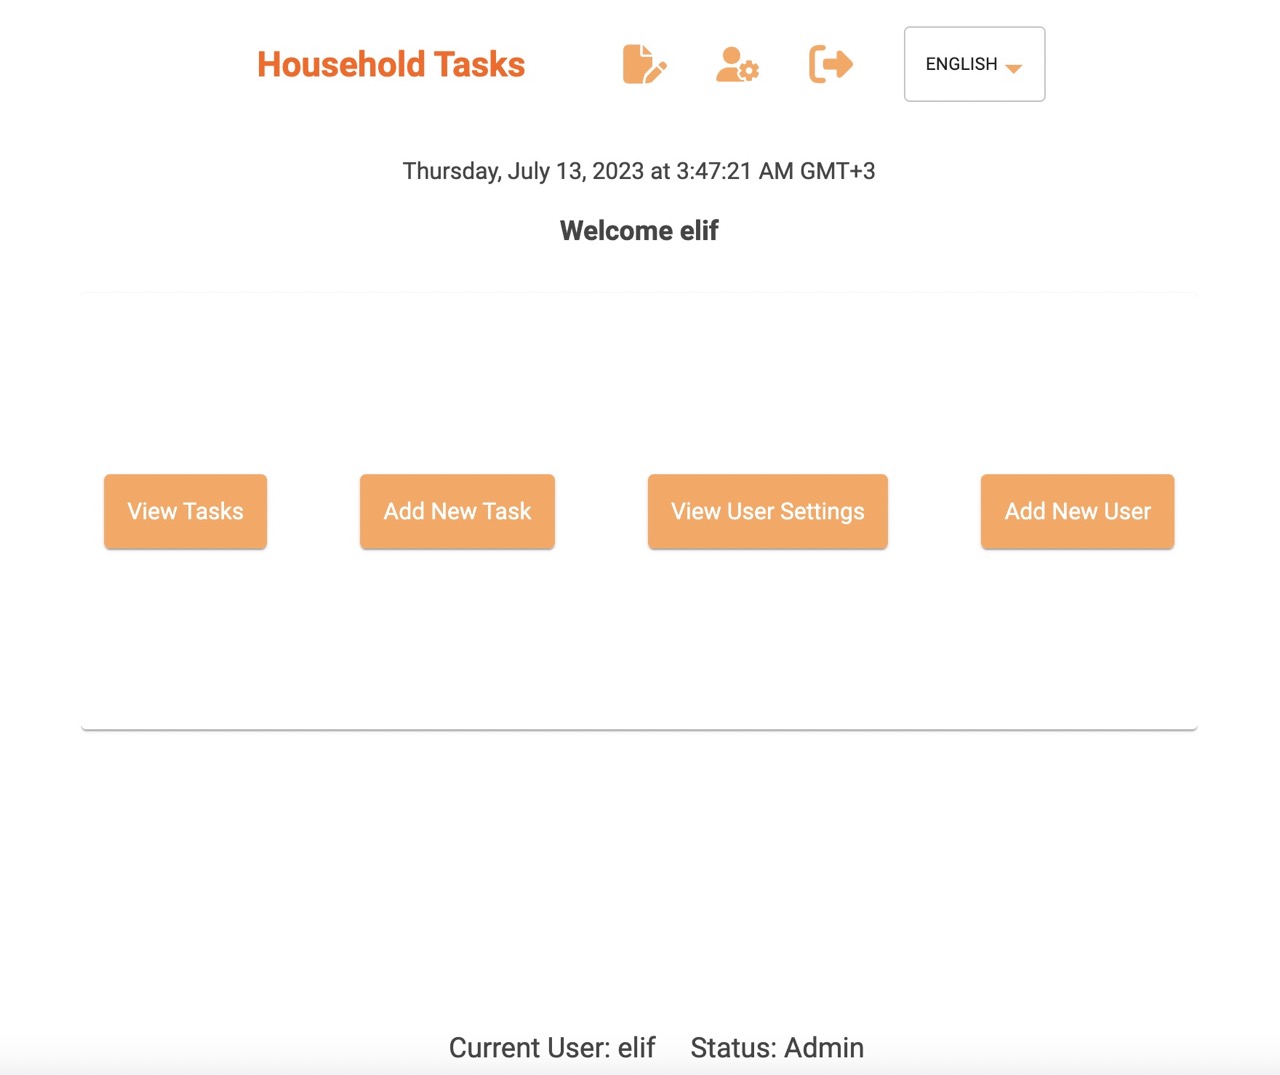 Household Tasks
ENGLISH
Thursday, July 13, 2023 at 3:47:21 AM GMT+3
Welcome elif
View Tasks
Add New Task
View User Settings
Add New User
Current User: elif Status: Admin